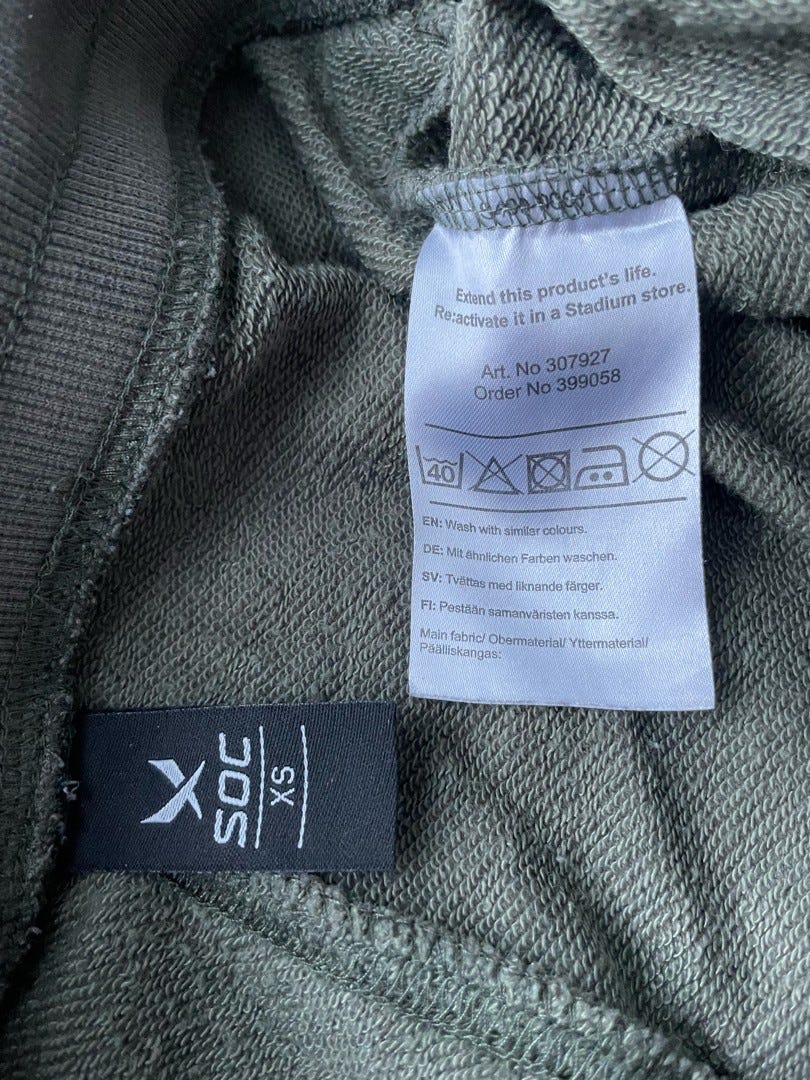 Extend this product's life.
Re:activate it in a Stadium store.
Art. No 307927
Order No 399058
40
EN: Wash with similar colours.
DE: Mit ähnlichen Farben waschen.
SV: Tvättas med liknande färger.
FI: Pestään samanväristen kanssa.
Main fabric/ Obermaterial/ Yttermaterial/
Päälliskangas:
SOC
XS